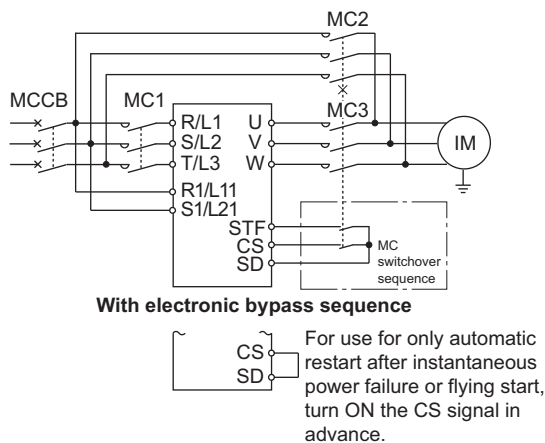 MC2
MCCB
MC1
MC3
R/L1
U
S/L2
V
IM
T/L3
W
R1/L11
S1/L21
STF
CS
SD
MC
switchover
sequence
With electronic bypass sequence
CS
SD
For use for only automatic
restart after instantaneous
power failure or flying start,
turn ON the CS signal in
advance.